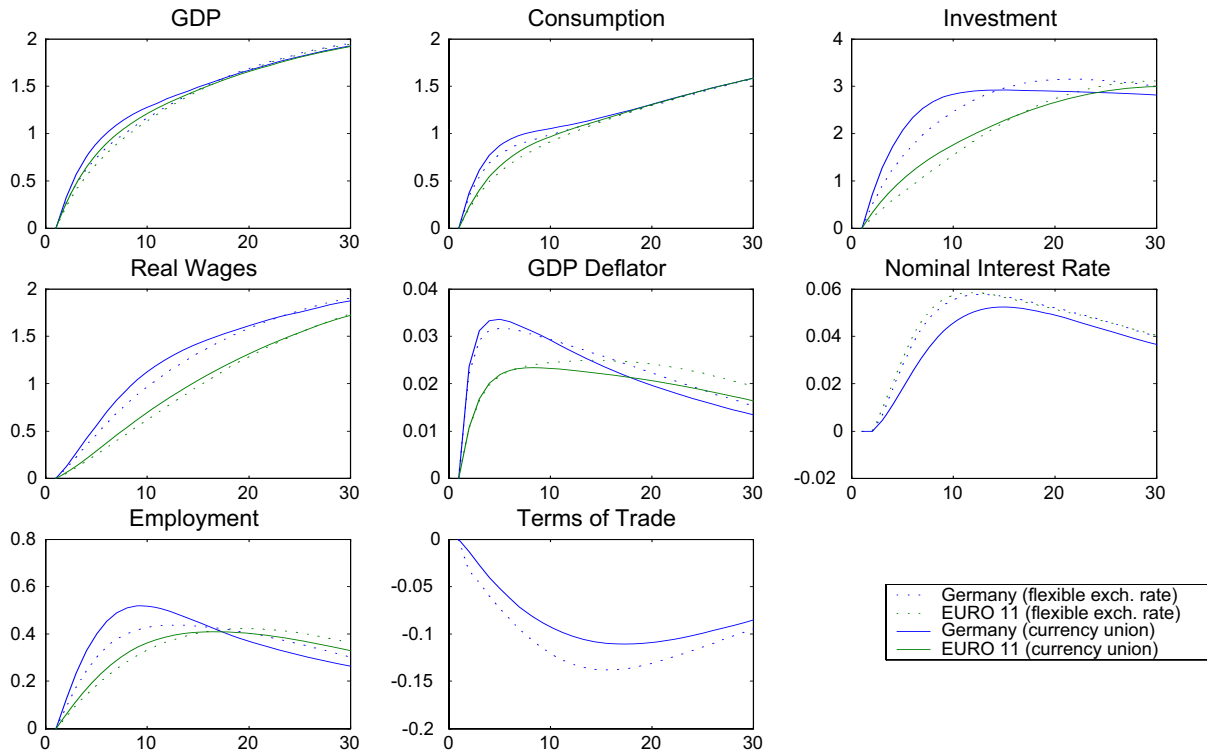 GDP
Consumption
Investment
2
1.5
1
0.5
0
0 10 20 30
2
1.5
1
0.5
0
0 10 20 30
4
3
2
1
0
0 10 20 30
Real Wages
GDP Deflator
Nominal Interest Rate
2
1.5
1
0.5
0
0 10 20 30
0.04
0.03
0.02
0.01
0
0 10 20 30
0.06
0.04
0.02
0
-0.02
0 10 20 30
Employment
Terms of Trade
0.8
0.6
0.4
0.2
0
0 10 20 30
0
-0.05
-0.1
-0.15
-0.2
0 10 20 30
Germany (flexible exch. rate)
EURO 11 (flexible exch. rate)
Germany (currency union)
EURO 11 (currency union)